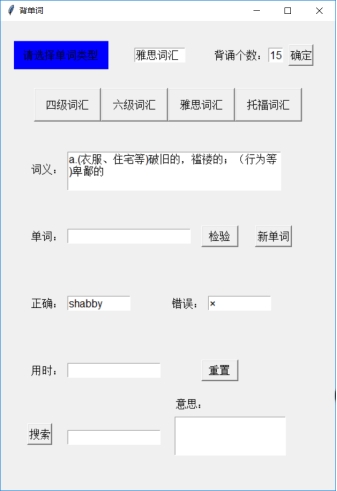 背单词
请选择单词类型
雅思词汇
背诵个数：
15
确定
四级词汇
六级词汇
雅思词汇
托福词汇
词义：
a.(衣服、住宅等)破旧的，褴褛的；（行为等
)卑鄙的
单词：
检验
新单词
正确：
shabby
错误：
×
用时：
重置
意思：
搜索